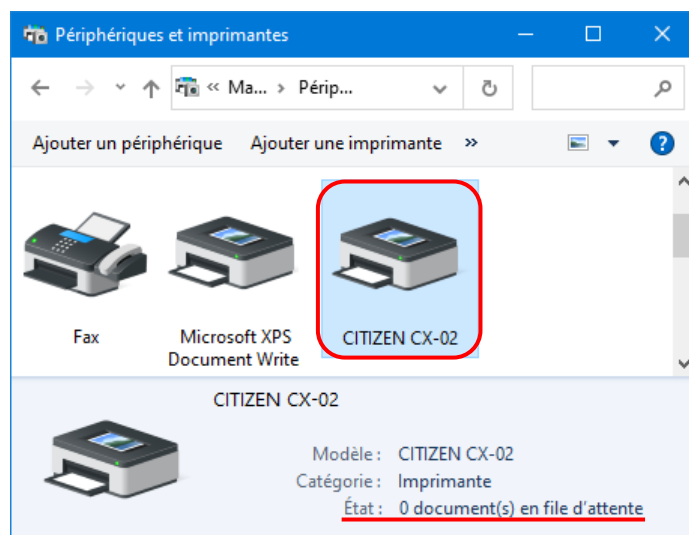 Périphériques et imprimantes
« Ma... › Périp...
Ajouter un périphérique Ajouter une imprimante »
Fax
Microsoft XPS
Document Write
CITIZEN CX-02
CITIZEN CX-02
Modèle : CITIZEN CX-02
Catégorie : Imprimante
État : 0 document(s) en file d'attente